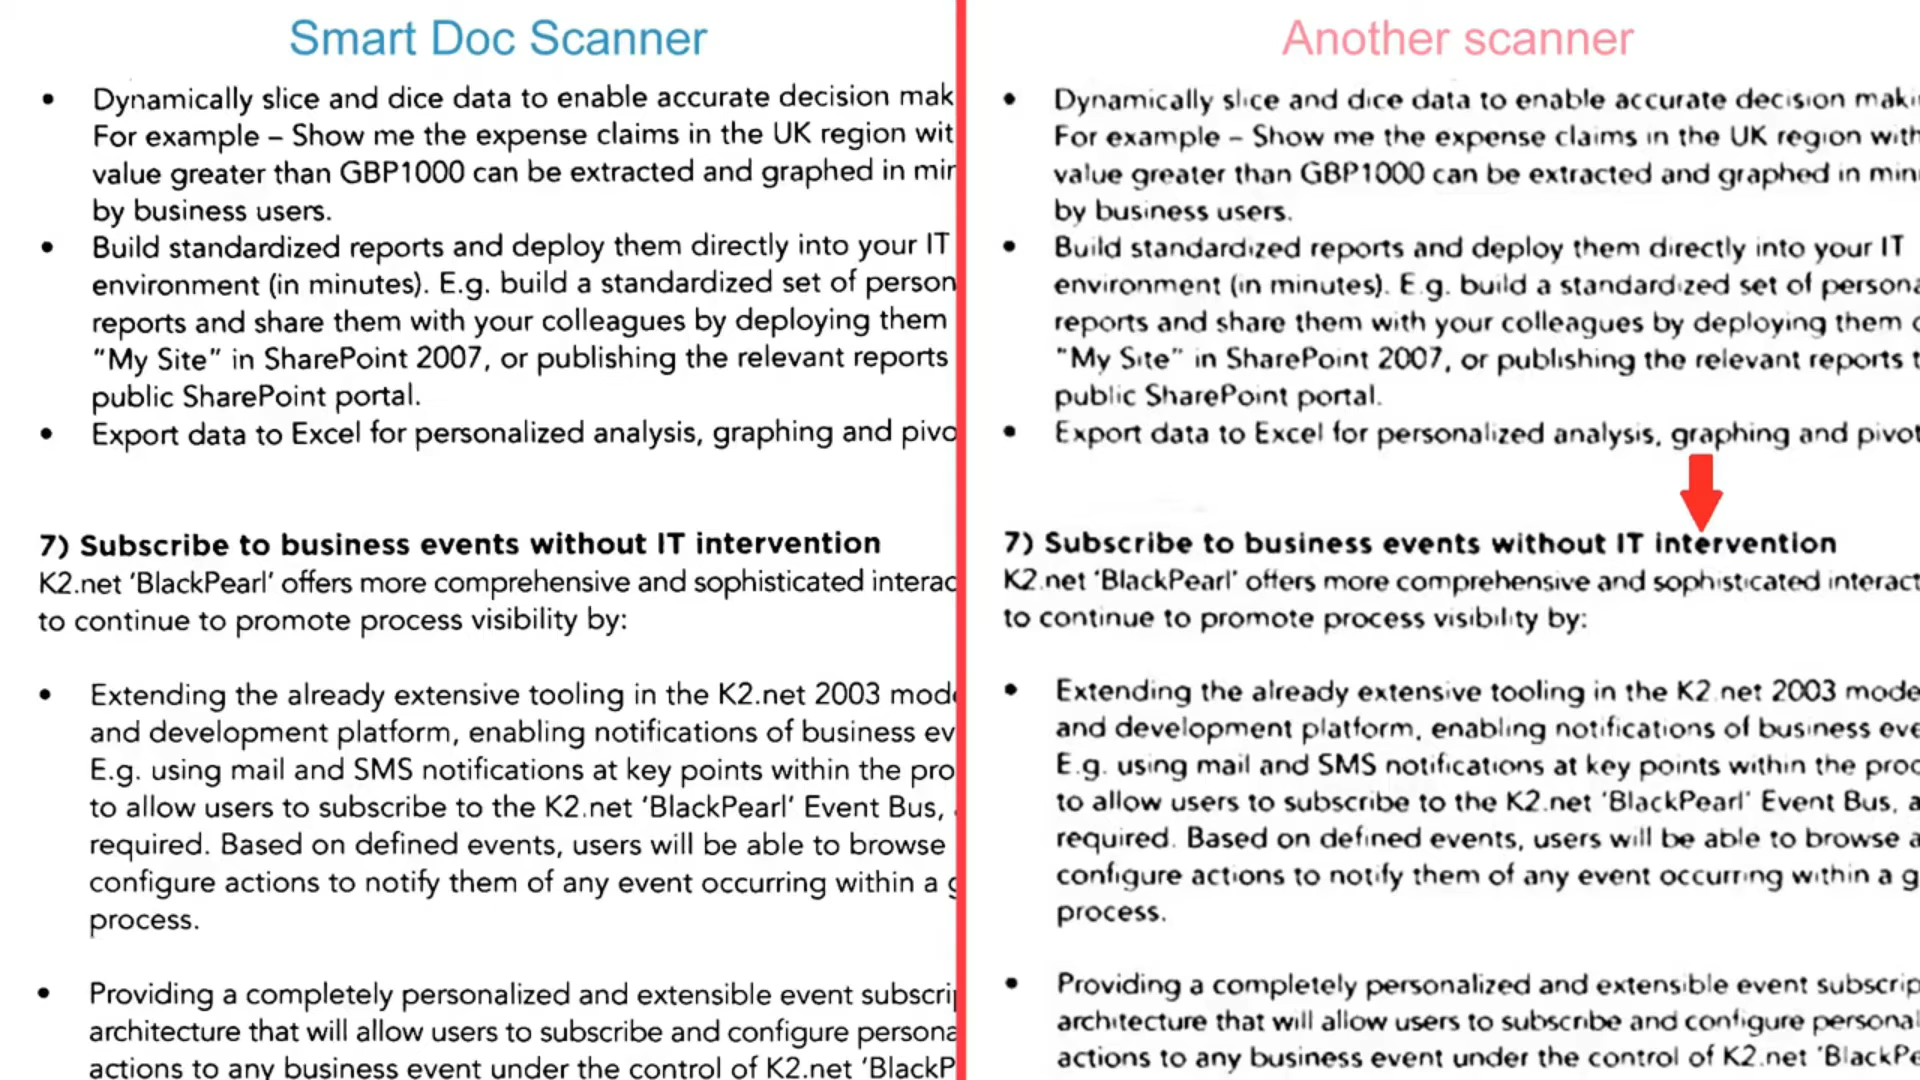 Smart Doc Scanner
• Dynamically slice and dice data to enable accurate decision mak
For example – Show me the expense claims in the UK region wit
value greater than GBP1000 can be extracted and graphed in
by business users.
• Build standardized reports and deploy them directly into your IT
environment (in minutes). E.g. build a standardized set of person
reports and share them with your colleagues by deploying them
“My Site” in SharePoint 2007, or publishing the relevant reports
public SharePoint portal.
• Export data to Excel for personalized analysis, graphing and pivo
7) Subscribe to business events without IT intervention
K2.net ‘BlackPearl’ offers more comprehensive and sophisticated interac
to continue to promote process visibility by:
• Extending the already extensive tooling in the K2.net 2003 mod
and development platform, enabling notifications of business ev
E.g. using mail and SMS notifications at key points within the pro
to allow users to subscribe to the K2.net ‘BlackPearl’ Event Bus,
required. Based on defined events, users will be able to browse
configure actions to notify them of any event occurring within a
process.
• Providing a completely personalized and extensible event subscri
architecture that will allow users to subscribe and configure persona
actions to any business event under the control of K2.net ‘BlackP
Another scanner
• Dynamically slice and dice data to enable accurate decision maki
For example – Show me the expense claims in the UK region with
value greater than GBP1000 can be extracted and graphed in min
by business users.
• Build standardized reports and deploy them directly into your IT
environment (in minutes). E.g. build a standardized set of persona
reports and share them with your colleagues by deploying them
"My Site" in SharePoint 2007, or publishing the relevant reports t
public SharePoint portal.
• Export data to Excel for personalized analysis, graphing and pivot
7) Subscribe to business events without IT intervention
K2.net ‘BlackPearl’ offers more comprehensive and sophisticated interact
to continue to promote process visibility by:
• Extending the already extensive tooling in the K2.net 2003 mode
and development platform, enabling notifications of business eve
E.g. using mail and SMS notifications at key points within the proc
to allow users to subscribe to the K2.net ‘BlackPearl’ Event Bus, a
required. Based on defined events, users will be able to browse a
configure actions to notify them of any event occurring within a g
process.
• Providing a completely personalized and extensible event subscrip
architecture that will allow users to subscribe and configure personal
actions to any business event under the control of K2.net ‘BlackPe